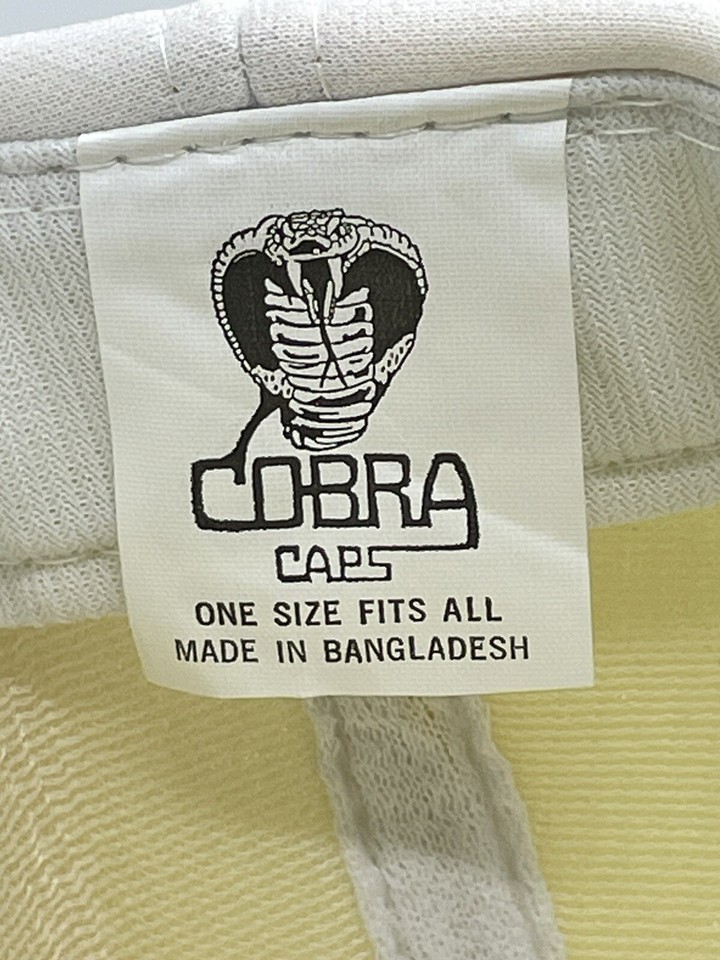 COBRA
CAPS
ONE SIZE FITS ALL
MADE IN BANGLADESH